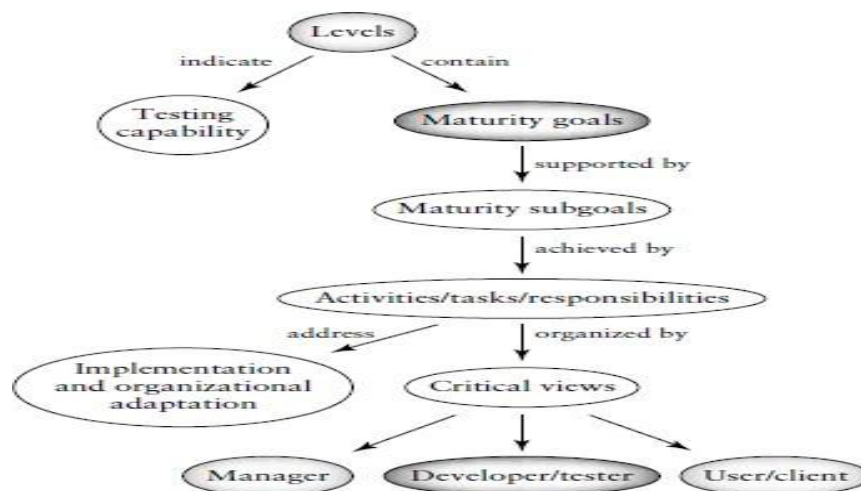 Levels
indicate
contain
Testing
capability
Maturity goals
supported by
Maturity subgoals
achieved by
Activities/tasks/responsibilities
address
organized by
Implementation
and organizational
adaptation
Critical views
Manager
Developer/tester
User/client